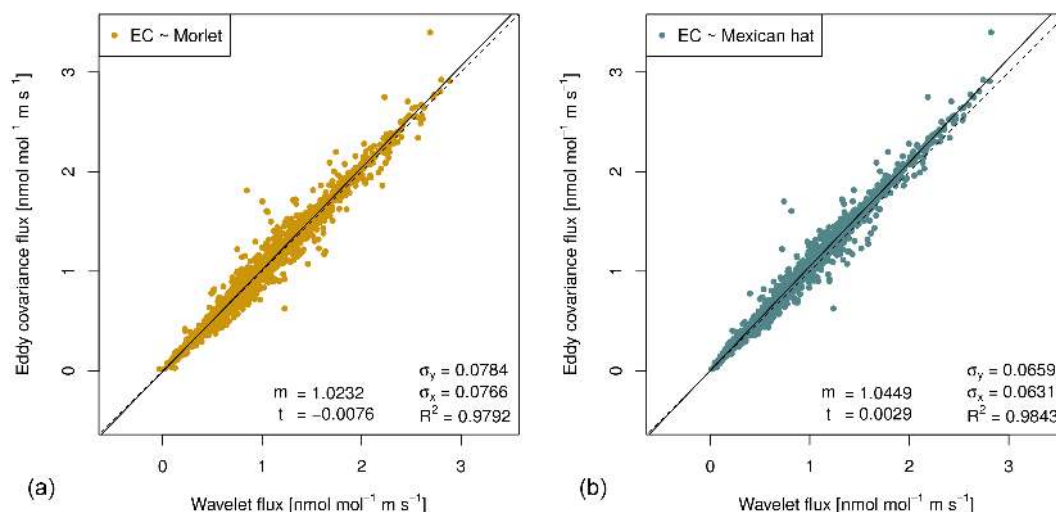 EC ~ Morlet
Eddy covariance flux [nmol mol⁻¹ m s⁻¹]
3
2
1
0
m = 1.0232
t = −0.0076
σy = 0.0784
σx = 0.0766
R² = 0.9792
0 1 2 3
Wavelet flux [nmol mol⁻¹ m s⁻¹]
(a)
EC ~ Mexican hat
Eddy covariance flux [nmol mol⁻¹ m s⁻¹]
3
2
1
0
m = 1.0449
t = 0.0029
σy = 0.0659
σx = 0.0631
R² = 0.9843
0 1 2 3
Wavelet flux [nmol mol⁻¹ m s⁻¹]
(b)